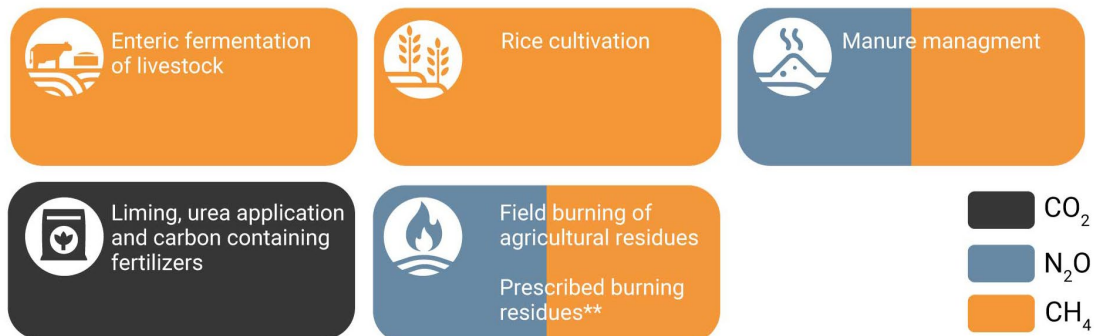 Enteric fermentation
of livestock
Rice cultivation
Manure managment
Liming, urea application
and carbon containing
fertilizers
Field burning of
agricultural residues
Prescribed burning
residues**
CO₂
N₂O
CH₄